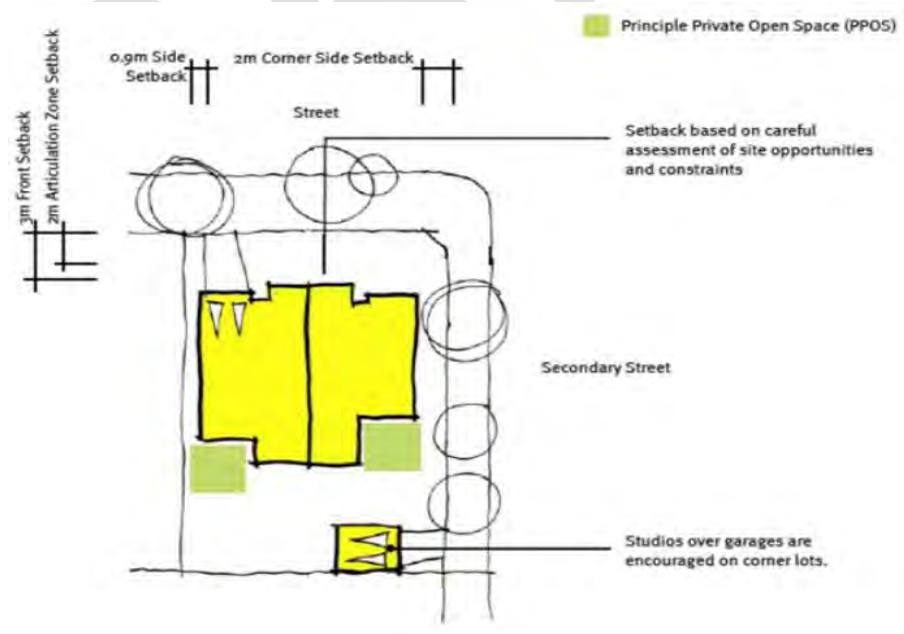 Principle Private Open Space (PPOS)
0.9m Side
Setback
2m Corner Side Setback
3m Front Setback
2m Articulation Zone Setback
Street
Setback based on careful
assessment of site opportunities
and constraints
Secondary Street
Studios over garages are
encouraged on corner lots.